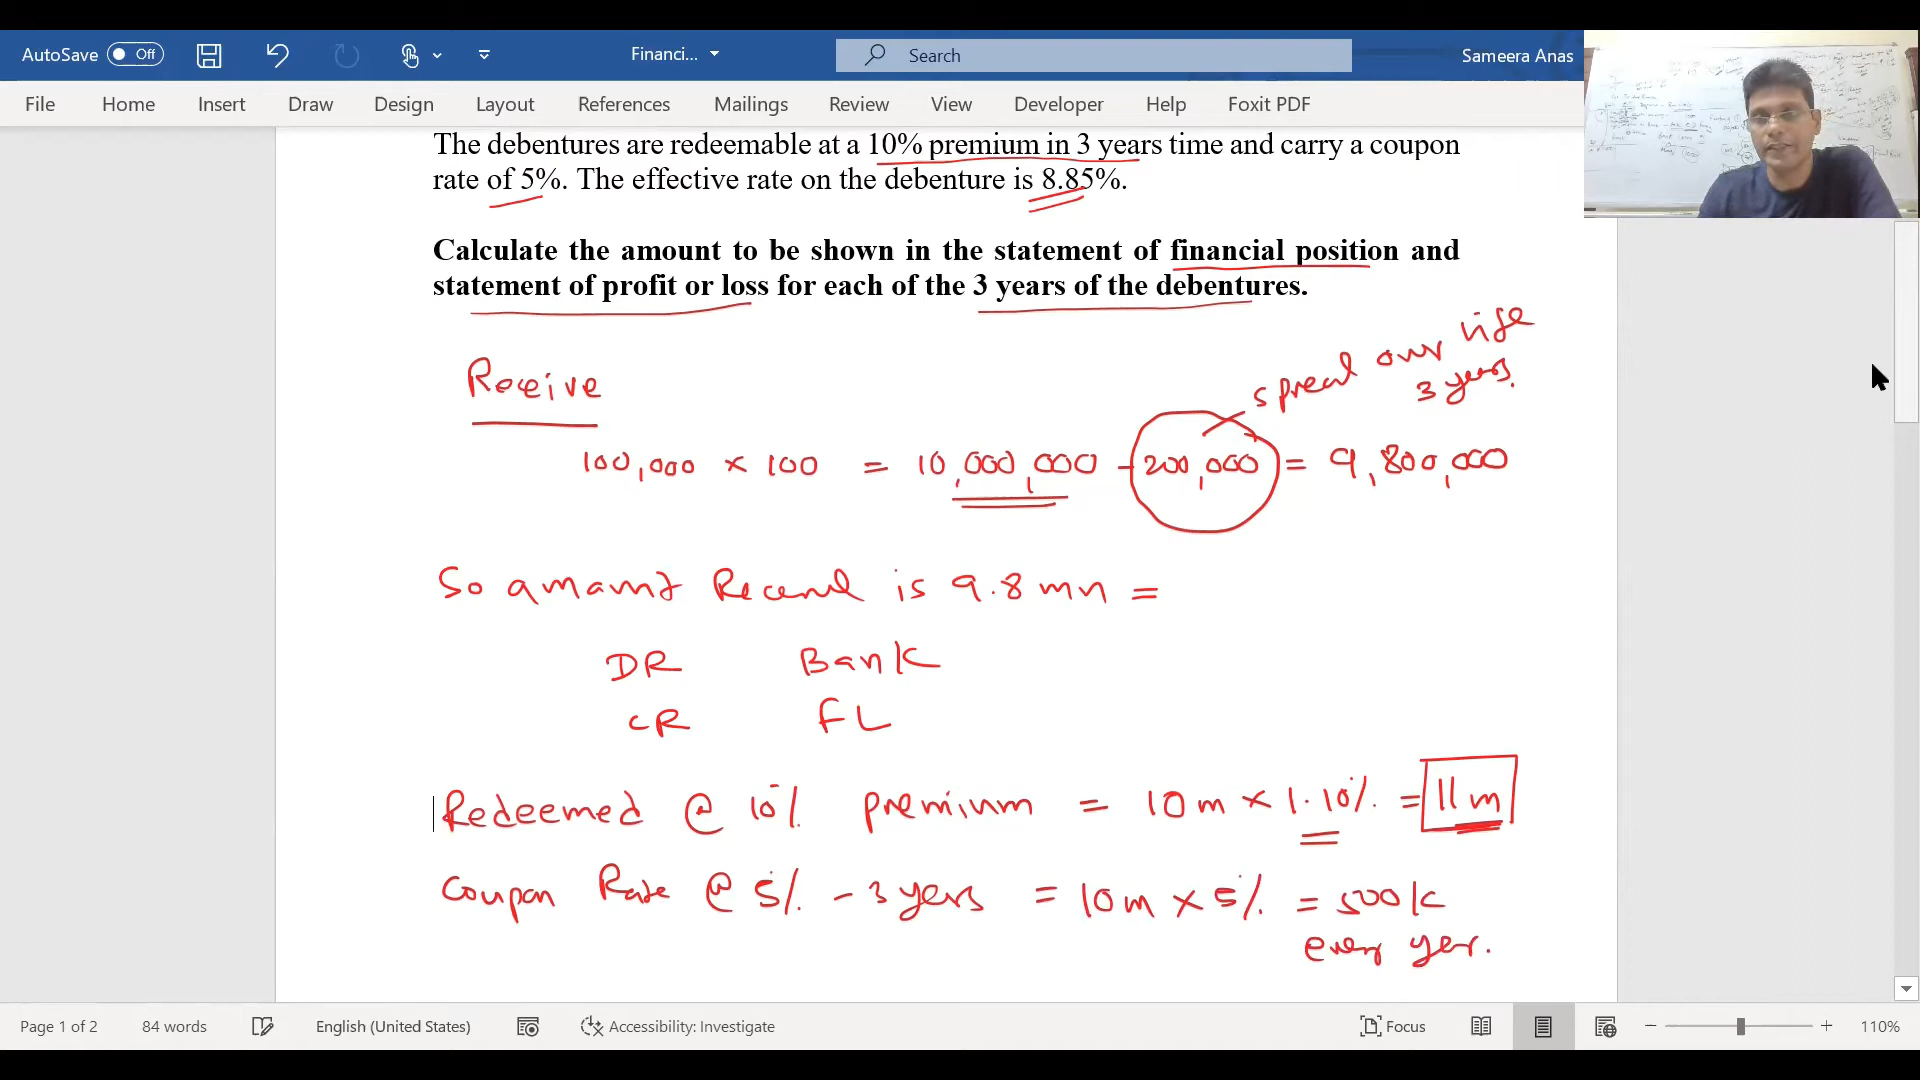 AutoSave Off Financi... Search Sameera Anas
File Home Insert Draw Design Layout References Mailings Review View Developer Help Foxit PDF
The debentures are redeemable at a 10% premium in 3 years time and carry a coupon
rate of 5%. The effective rate on the debenture is 8.85%.
Calculate the amount to be shown in the statement of financial position and
statement of profit or loss for each of the 3 years of the debentures.
spread over life
3 years.
Receive
100,000 × 100 = 10,000,000 - 200,000 = 9,800,000
So amount Received is 9.8 mn =
DR Bank
CR FL
Redeemed @ 10% premium = 10m × 1.10% = 11m
Coupon Rate @ 5% - 3 yers = 10m × 5% = 500k
every yer.
Page 1 of 2 84 words English (United States) Accessibility: Investigate Focus 110%